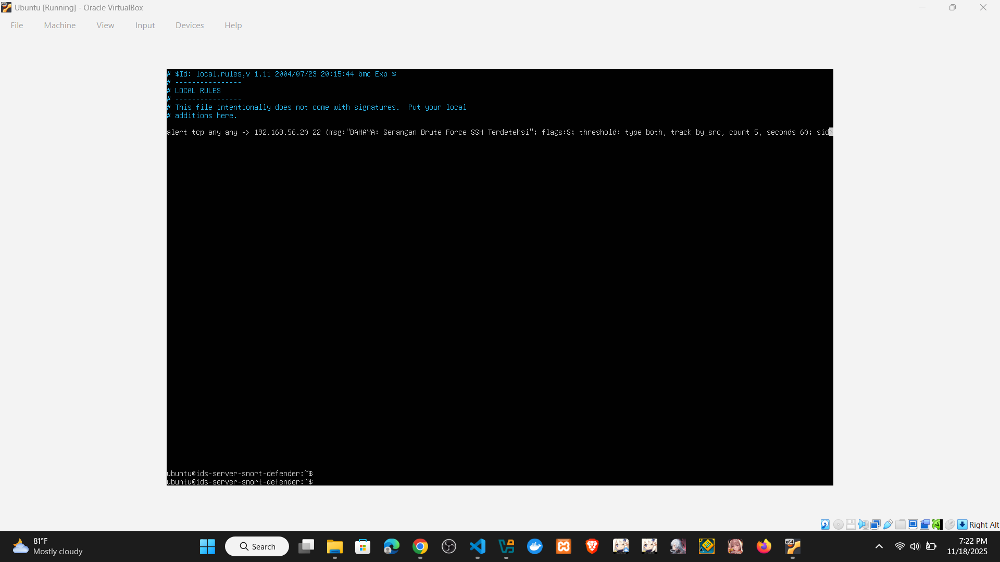 Ubuntu [Running] - Oracle VirtualBox
File Machine View Input Devices Help
# $Id: local.rules,v 1.11 2004/07/23 20:15:44 bmc Exp $
# ----------------
# LOCAL RULES
# ----------------
# This file intentionally does not come with signatures.  Put your local
# additions here.
alert tcp any any -> 192.168.56.20 22 (msg:"BAHAYA: Serangan Brute Force SSH Terdeteksi"; flags:S; threshold: type both, track by_src, count 5, seconds 60; sid>
ubuntu@ids-server-snort-defender:~$
ubuntu@ids-server-snort-defender:~$
Right Alt
81°F
Mostly cloudy
Search
7:22 PM
11/18/2025